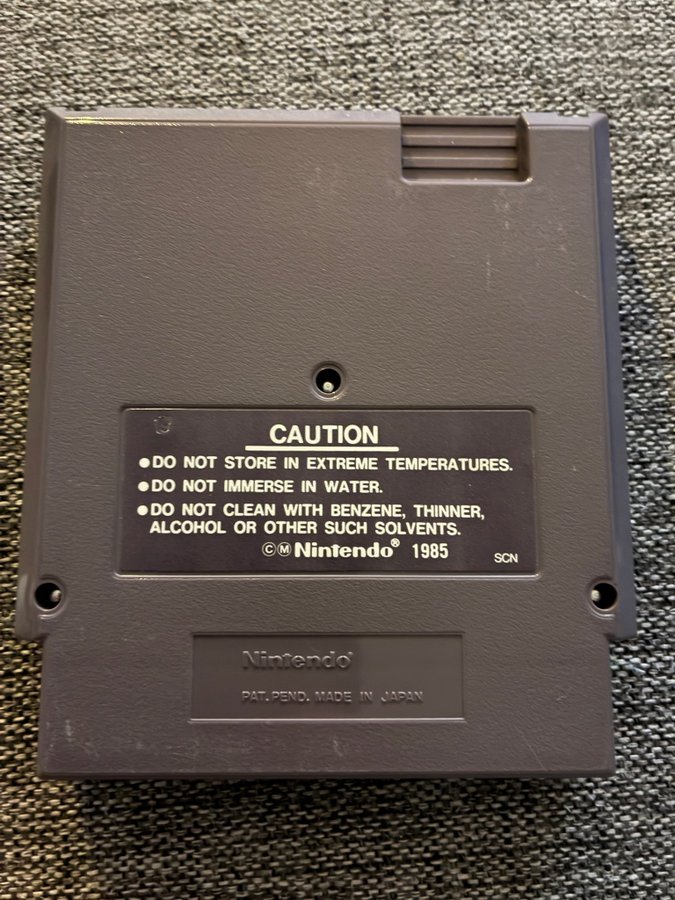 CAUTION
●DO NOT STORE IN EXTREME TEMPERATURES.
●DO NOT IMMERSE IN WATER.
●DO NOT CLEAN WITH BENZENE, THINNER,
ALCOHOL OR OTHER SUCH SOLVENTS.
©Ⓜ Nintendo® 1985
SCN
Nintendo®
PAT. PEND. MADE IN JAPAN